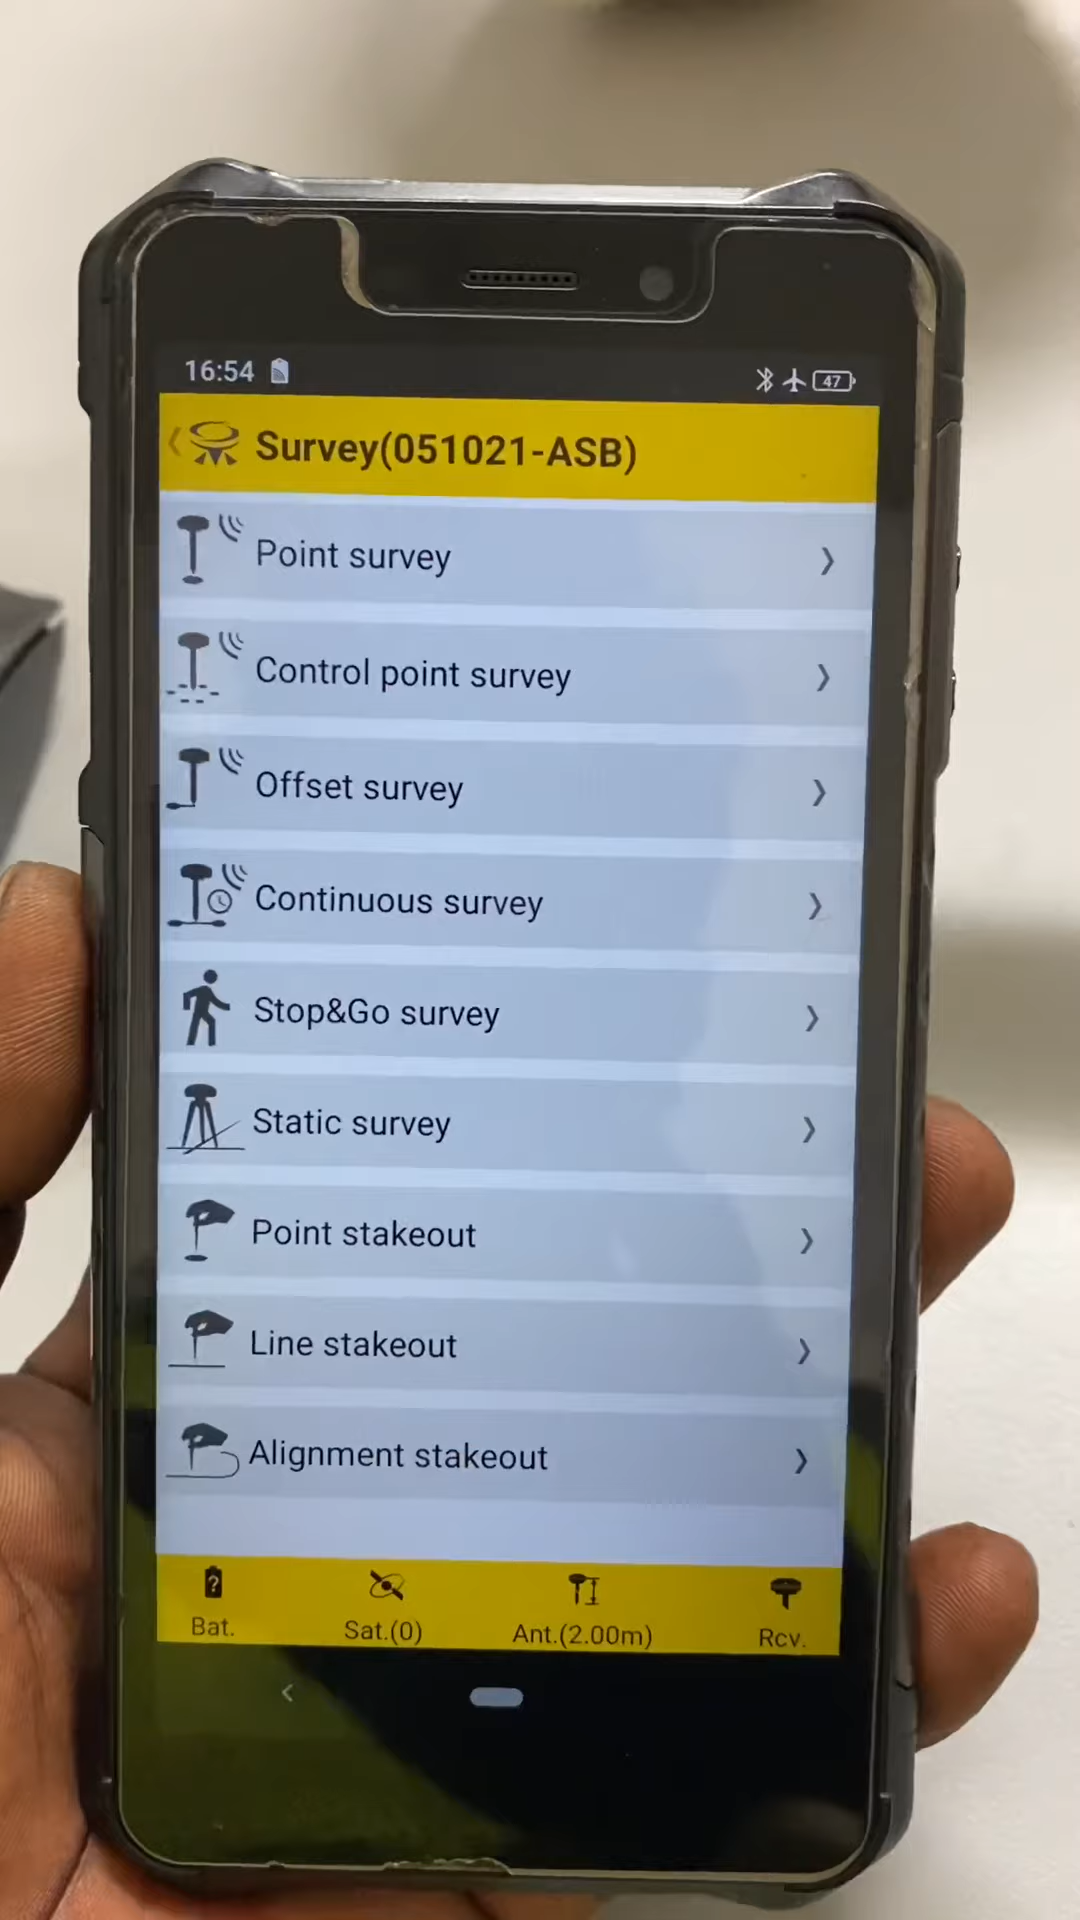 16:54
47
Survey(051021-ASB)
Point survey
Control point survey
Offset survey
Continuous survey
Stop&Go survey
Static survey
Point stakeout
Line stakeout
Alignment stakeout
Bat. Sat.(0) Ant.(2.00m) Rcv.